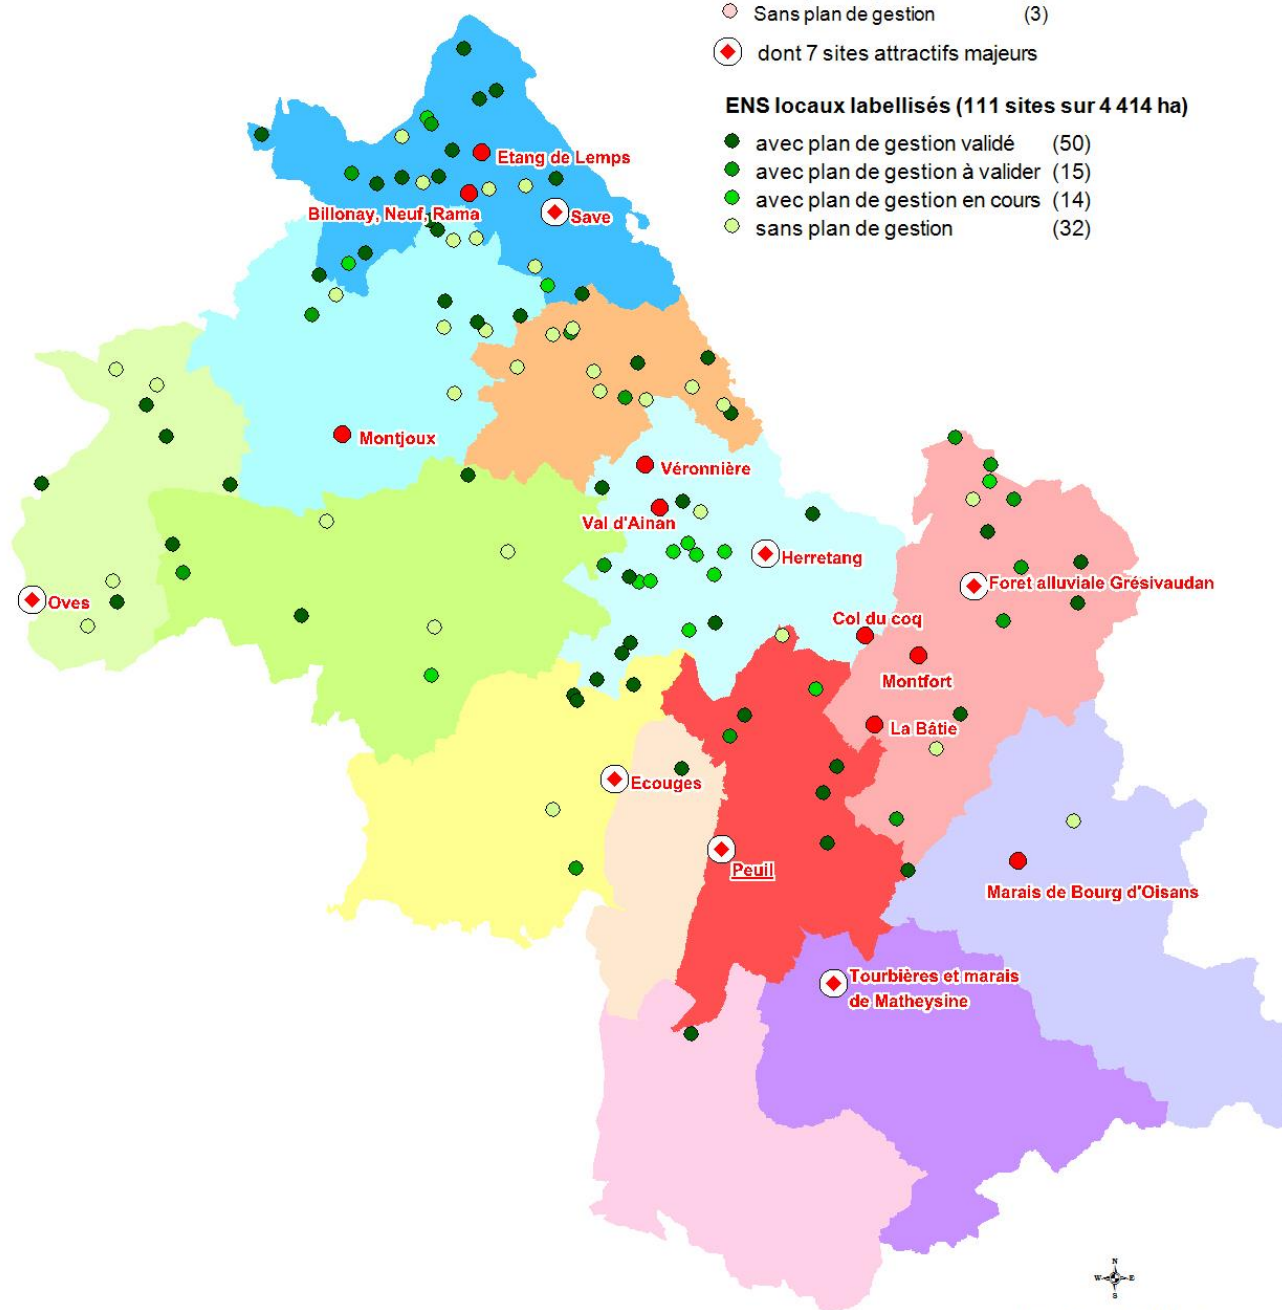 Sans plan de gestion (3)
dont 7 sites attractifs majeurs
ENS locaux labellisés (111 sites sur 4 414 ha)
avec plan de gestion validé (50)
avec plan de gestion à valider (15)
avec plan de gestion en cours (14)
sans plan de gestion (32)
Etang de Lemps
Billonay, Neuf, Rama
Save
Montjoux
Véronnière
Val d'Ainan
Herretang
Foret alluviale Grésivaudan
Oves
Col du coq
Montfort
La Bâtie
Ecouges
Peuil
Marais de Bourg d'Oisans
Tourbières et marais
de Matheysine
N
W E
S